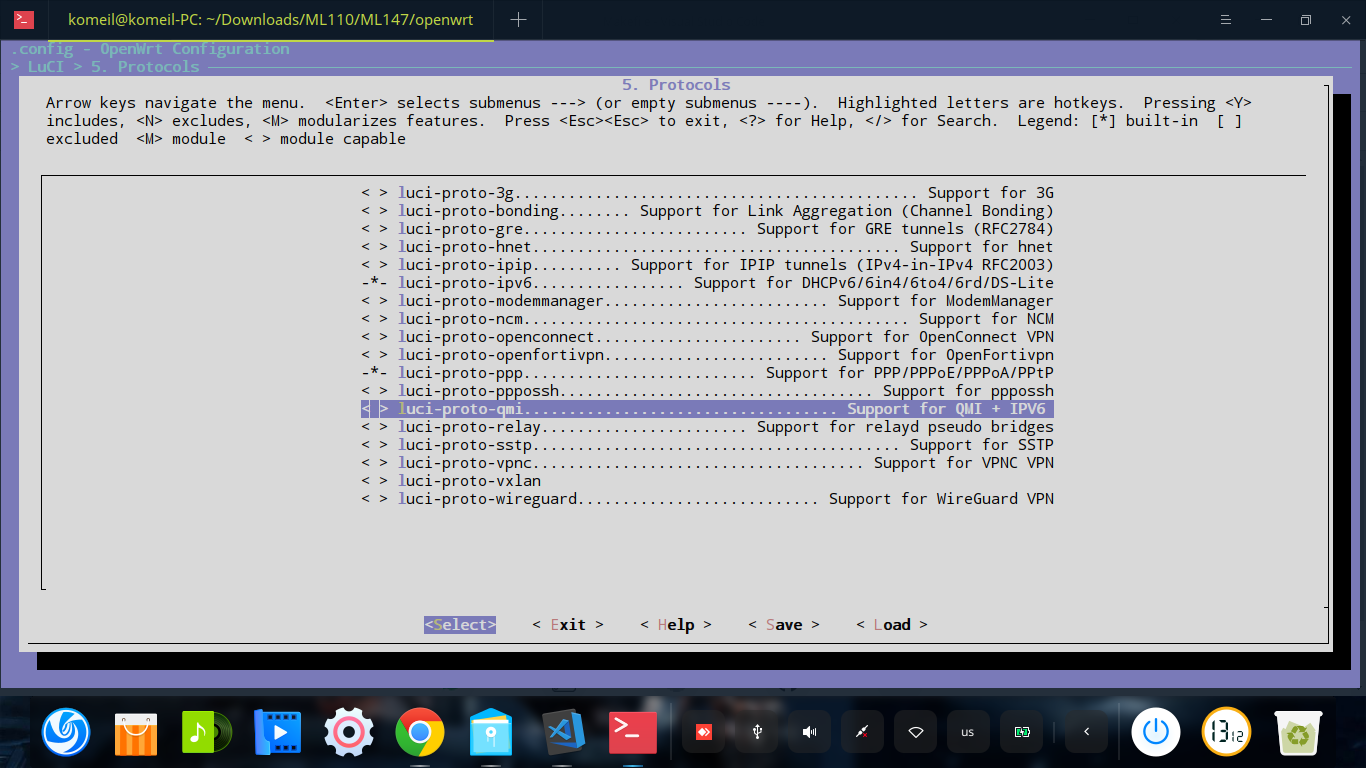 komeil@komeil-PC: ~/Downloads/ML110/ML147/openwrt
.config - OpenWrt Configuration
> LuCI > 5. Protocols
5. Protocols
Arrow keys navigate the menu.  <Enter> selects submenus ---> (or empty submenus ----).  Highlighted letters are hotkeys.  Pressing <Y>
includes, <N> excludes, <M> modularizes features.  Press <Esc><Esc> to exit, <?> for Help, </> for Search.  Legend: [*] built-in  [ ]
excluded  <M> module  < > module capable
< > luci-proto-3g............................................. Support for 3G
< > luci-proto-bonding........ Support for Link Aggregation (Channel Bonding)
< > luci-proto-gre......................... Support for GRE tunnels (RFC2784)
< > luci-proto-hnet.......................................... Support for hnet
< > luci-proto-ipip.......... Support for IPIP tunnels (IPv4-in-IPv4 RFC2003)
-*- luci-proto-ipv6................. Support for DHCPv6/6in4/6to4/6rd/DS-Lite
< > luci-proto-modemmanager......................... Support for ModemManager
< > luci-proto-ncm........................................... Support for NCM
< > luci-proto-openconnect....................... Support for OpenConnect VPN
< > luci-proto-openfortivpn......................... Support for OpenFortivpn
-*- luci-proto-ppp.......................... Support for PPP/PPPoE/PPPoA/PPtP
< > luci-proto-pppossh................................... Support for pppossh
< > luci-proto-qmi................................... Support for QMI + IPV6
< > luci-proto-relay....................... Support for relayd pseudo bridges
< > luci-proto-sstp......................................... Support for SSTP
< > luci-proto-vpnc..................................... Support for VPNC VPN
< > luci-proto-vxlan
< > luci-proto-wireguard........................... Support for WireGuard VPN
<Select>    < Exit >    < Help >    < Save >    < Load >
us
13 12